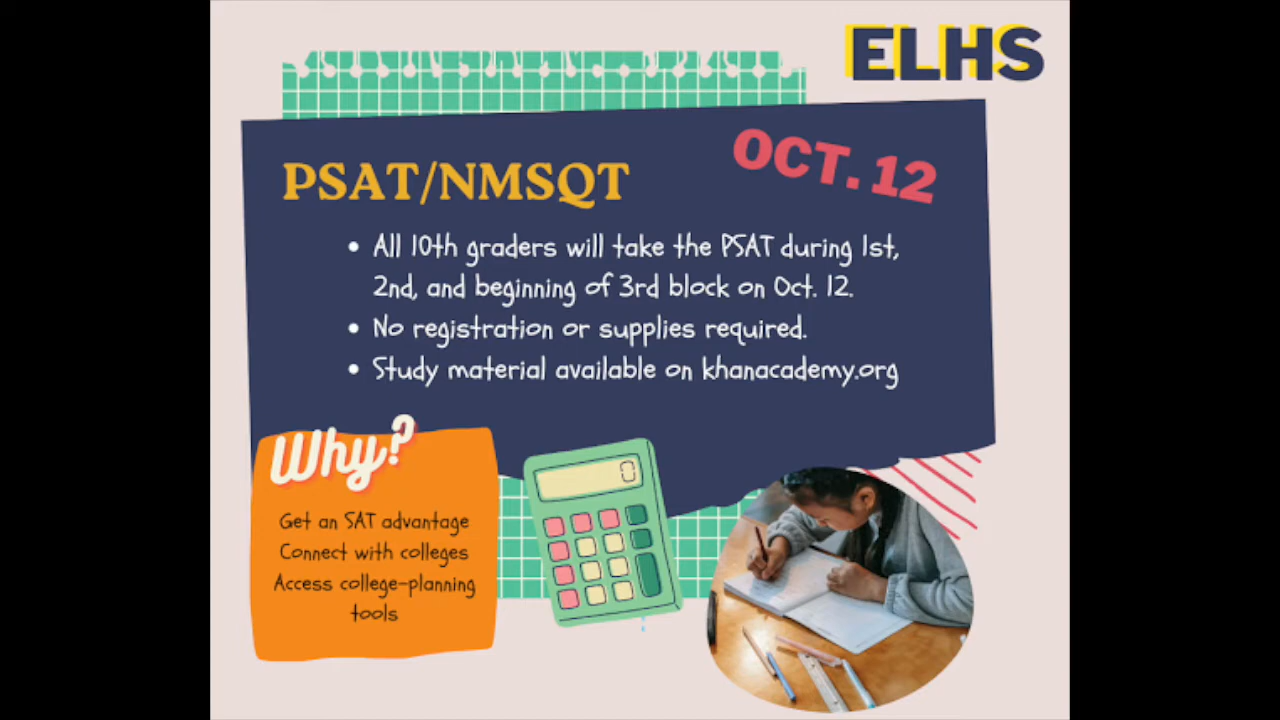 ELHS
PSAT/NMSQT
OCT. 12
• All 10th graders will take the PSAT during 1st,
2nd, and beginning of 3rd block on Oct. 12.
• No registration or supplies required.
• Study material available on khanacademy.org
Why?
Get an SAT advantage
Connect with colleges
Access college-planning
tools
0